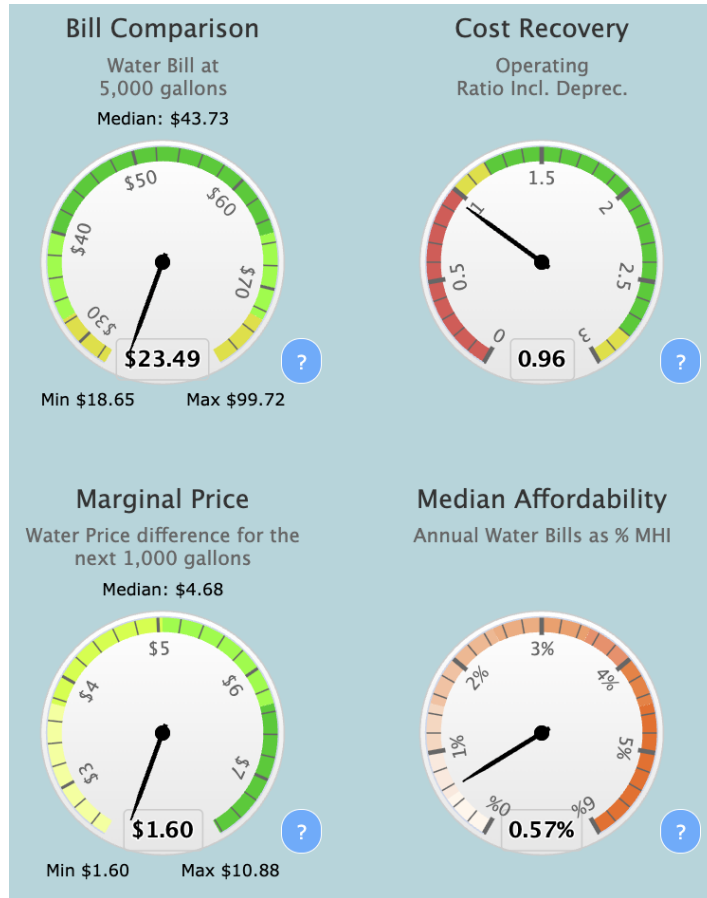 Bill Comparison
Water Bill at
5,000 gallons
Median: $43.73
$30
$40
$50
$60
$70
$23.49
?
Min $18.65 Max $99.72
Cost Recovery
Operating
Ratio Incl. Deprec.
0
0.5
1
1.5
2
2.5
3
0.96
?
Marginal Price
Water Price difference for the
next 1,000 gallons
Median: $4.68
$3
$4
$5
$6
$7
$1.60
?
Min $1.60 Max $10.88
Median Affordability
Annual Water Bills as % MHI
0%
1%
2%
3%
4%
5%
6%
0.57%
?